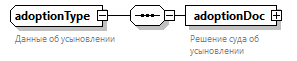 adoptionType
adoptionDoc
Данные об усыновлении
Решение суда об
усыновлении